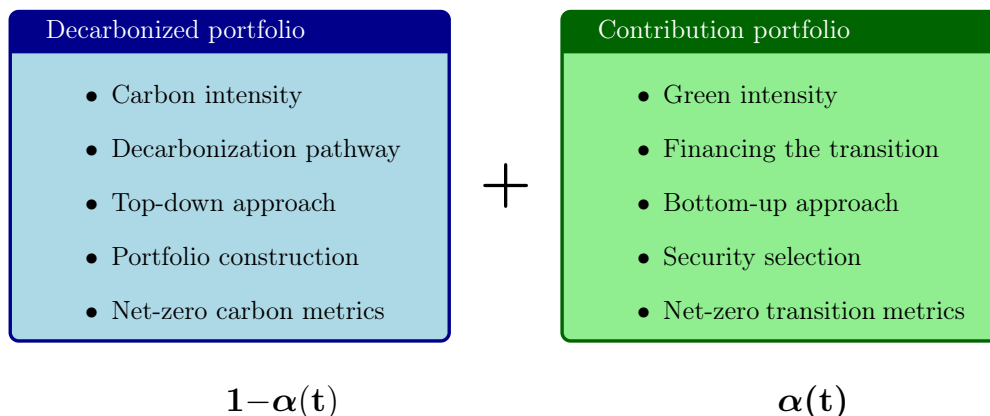 Decarbonized portfolio
• Carbon intensity
• Decarbonization pathway
• Top-down approach
• Portfolio construction
• Net-zero carbon metrics
+
Contribution portfolio
• Green intensity
• Financing the transition
• Bottom-up approach
• Security selection
• Net-zero transition metrics
1−α(t)
α(t)